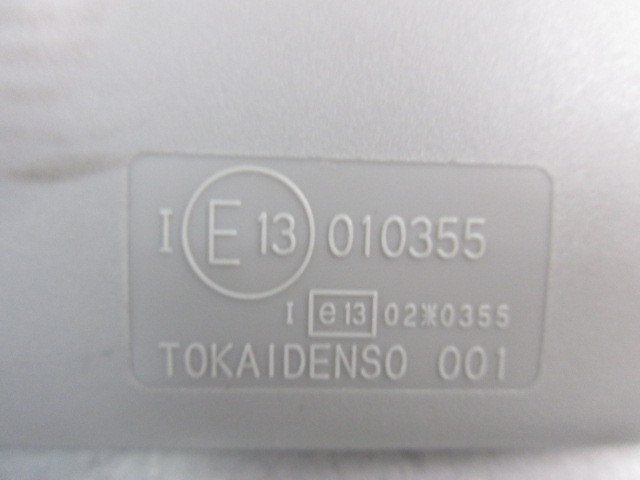 I E 13 010355
I e13 02※0355
TOKAIDENSO 001